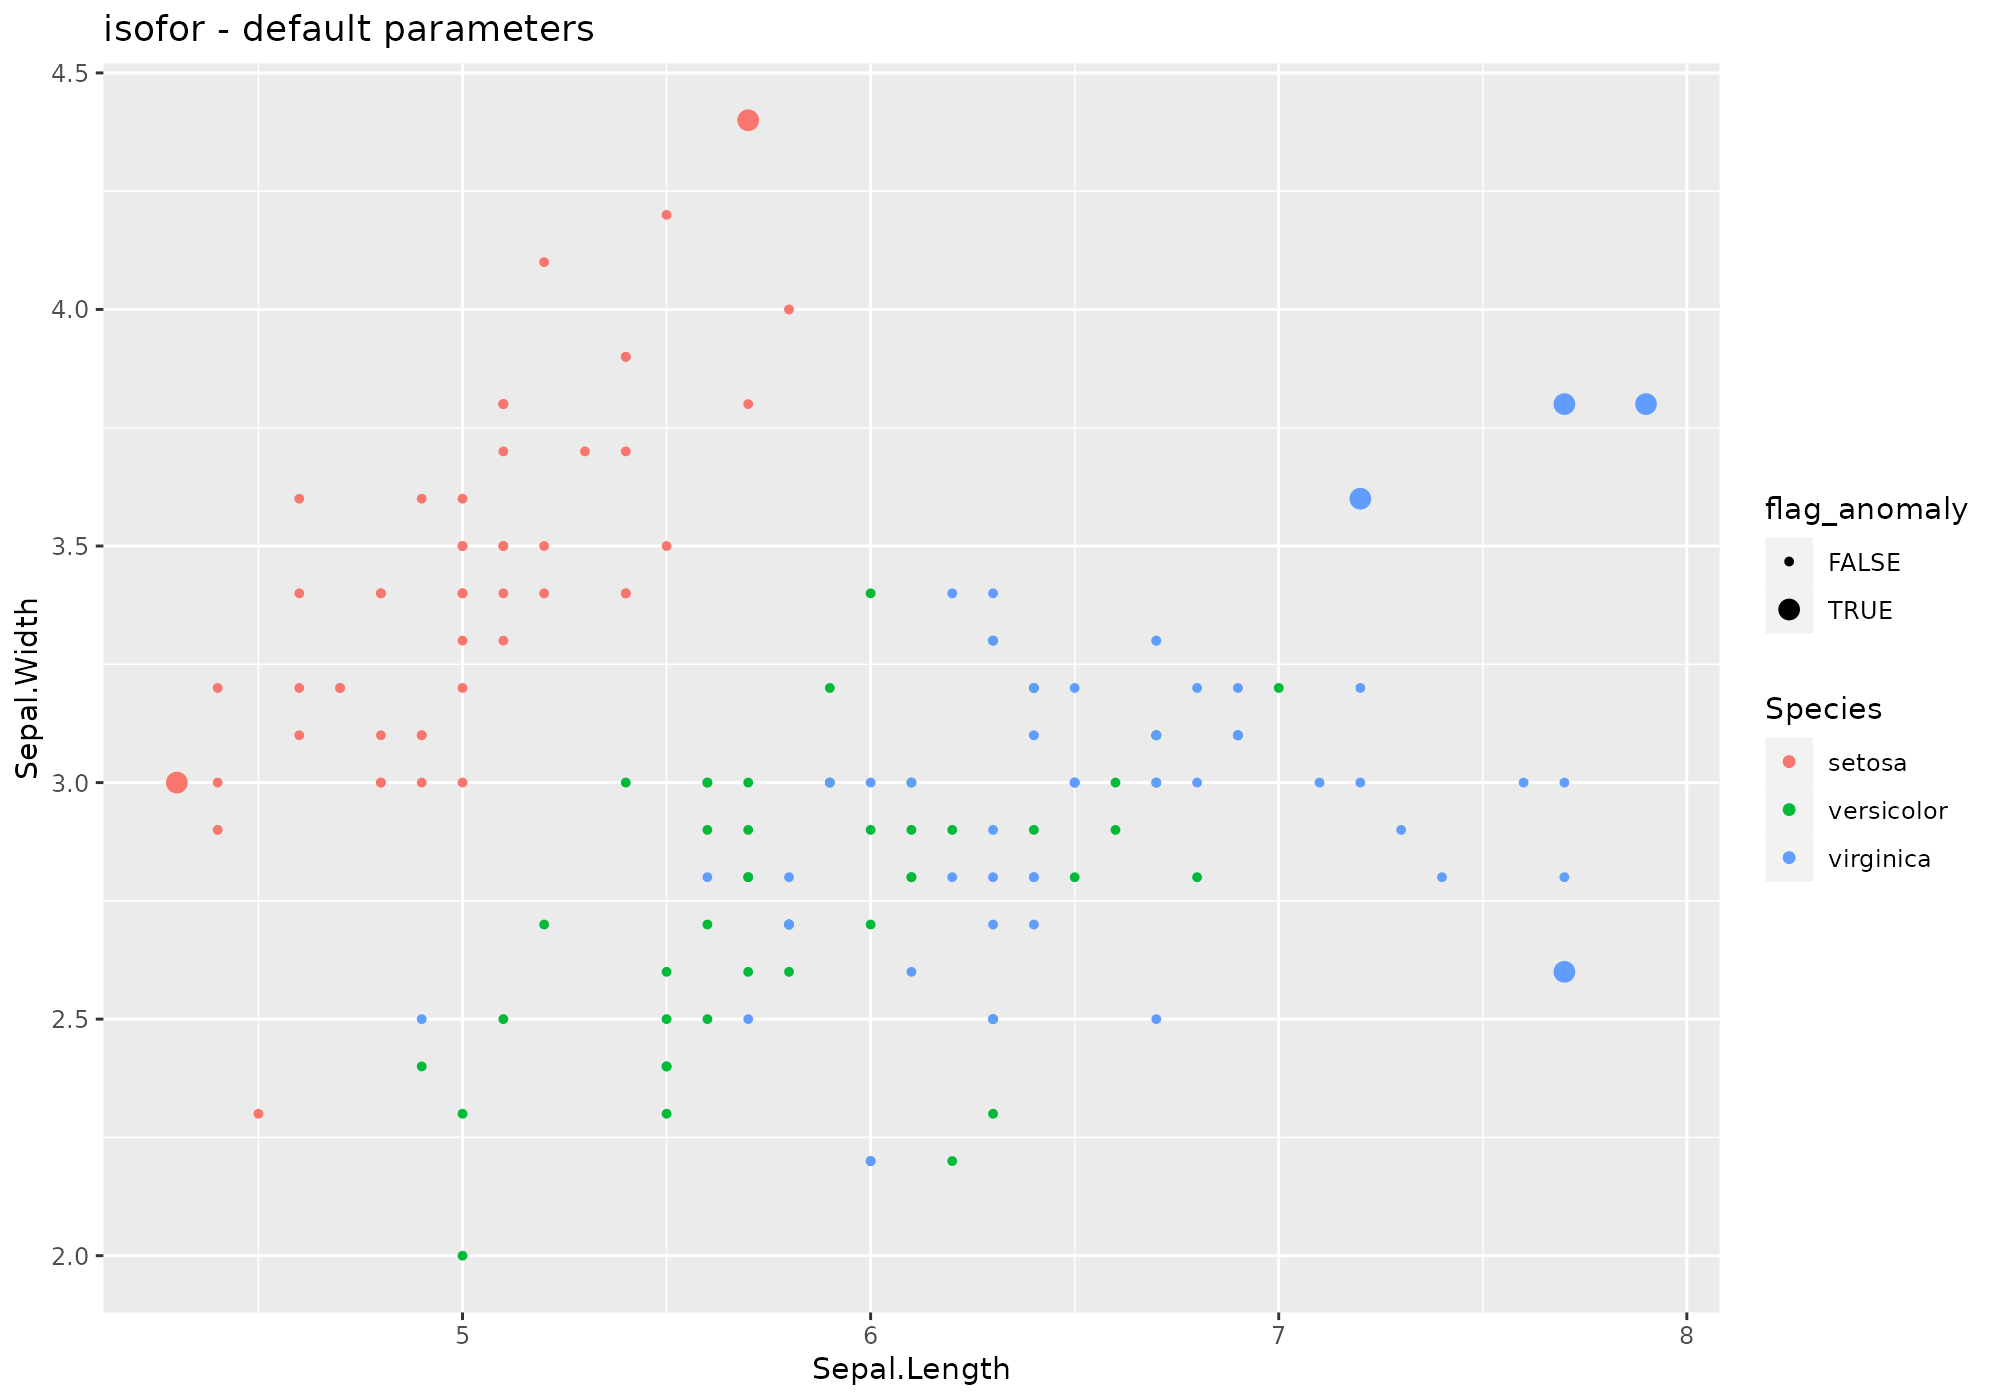 isofor - default parameters
4.5
4.0
3.5
3.0
2.5
2.0
Sepal.Width
5
6
7
8
Sepal.Length
flag_anomaly
FALSE
TRUE
Species
setosa
versicolor
virginica